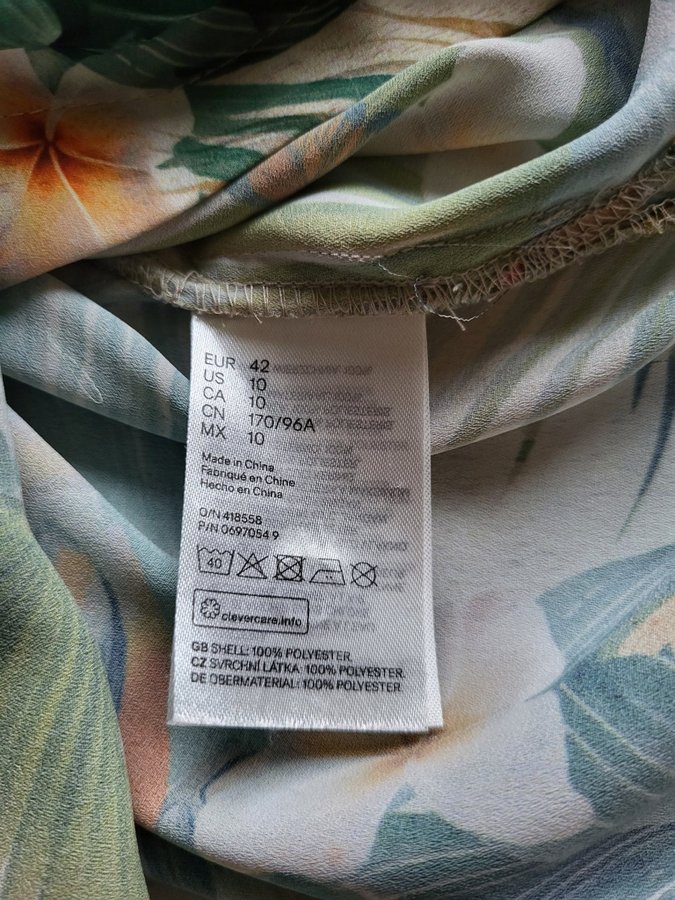 EUR 42
US 10
CA 10
CN 170/96A
MX 10
Made in China
Fabriqué en Chine
Hecho en China
O/N 418558
P/N 0697054 9
40
clevercare.info
GB SHELL: 100% POLYESTER.
CZ SVRCHNÍ LÁTKA: 100% POLYESTER.
DE OBERMATERIAL: 100% POLYESTER